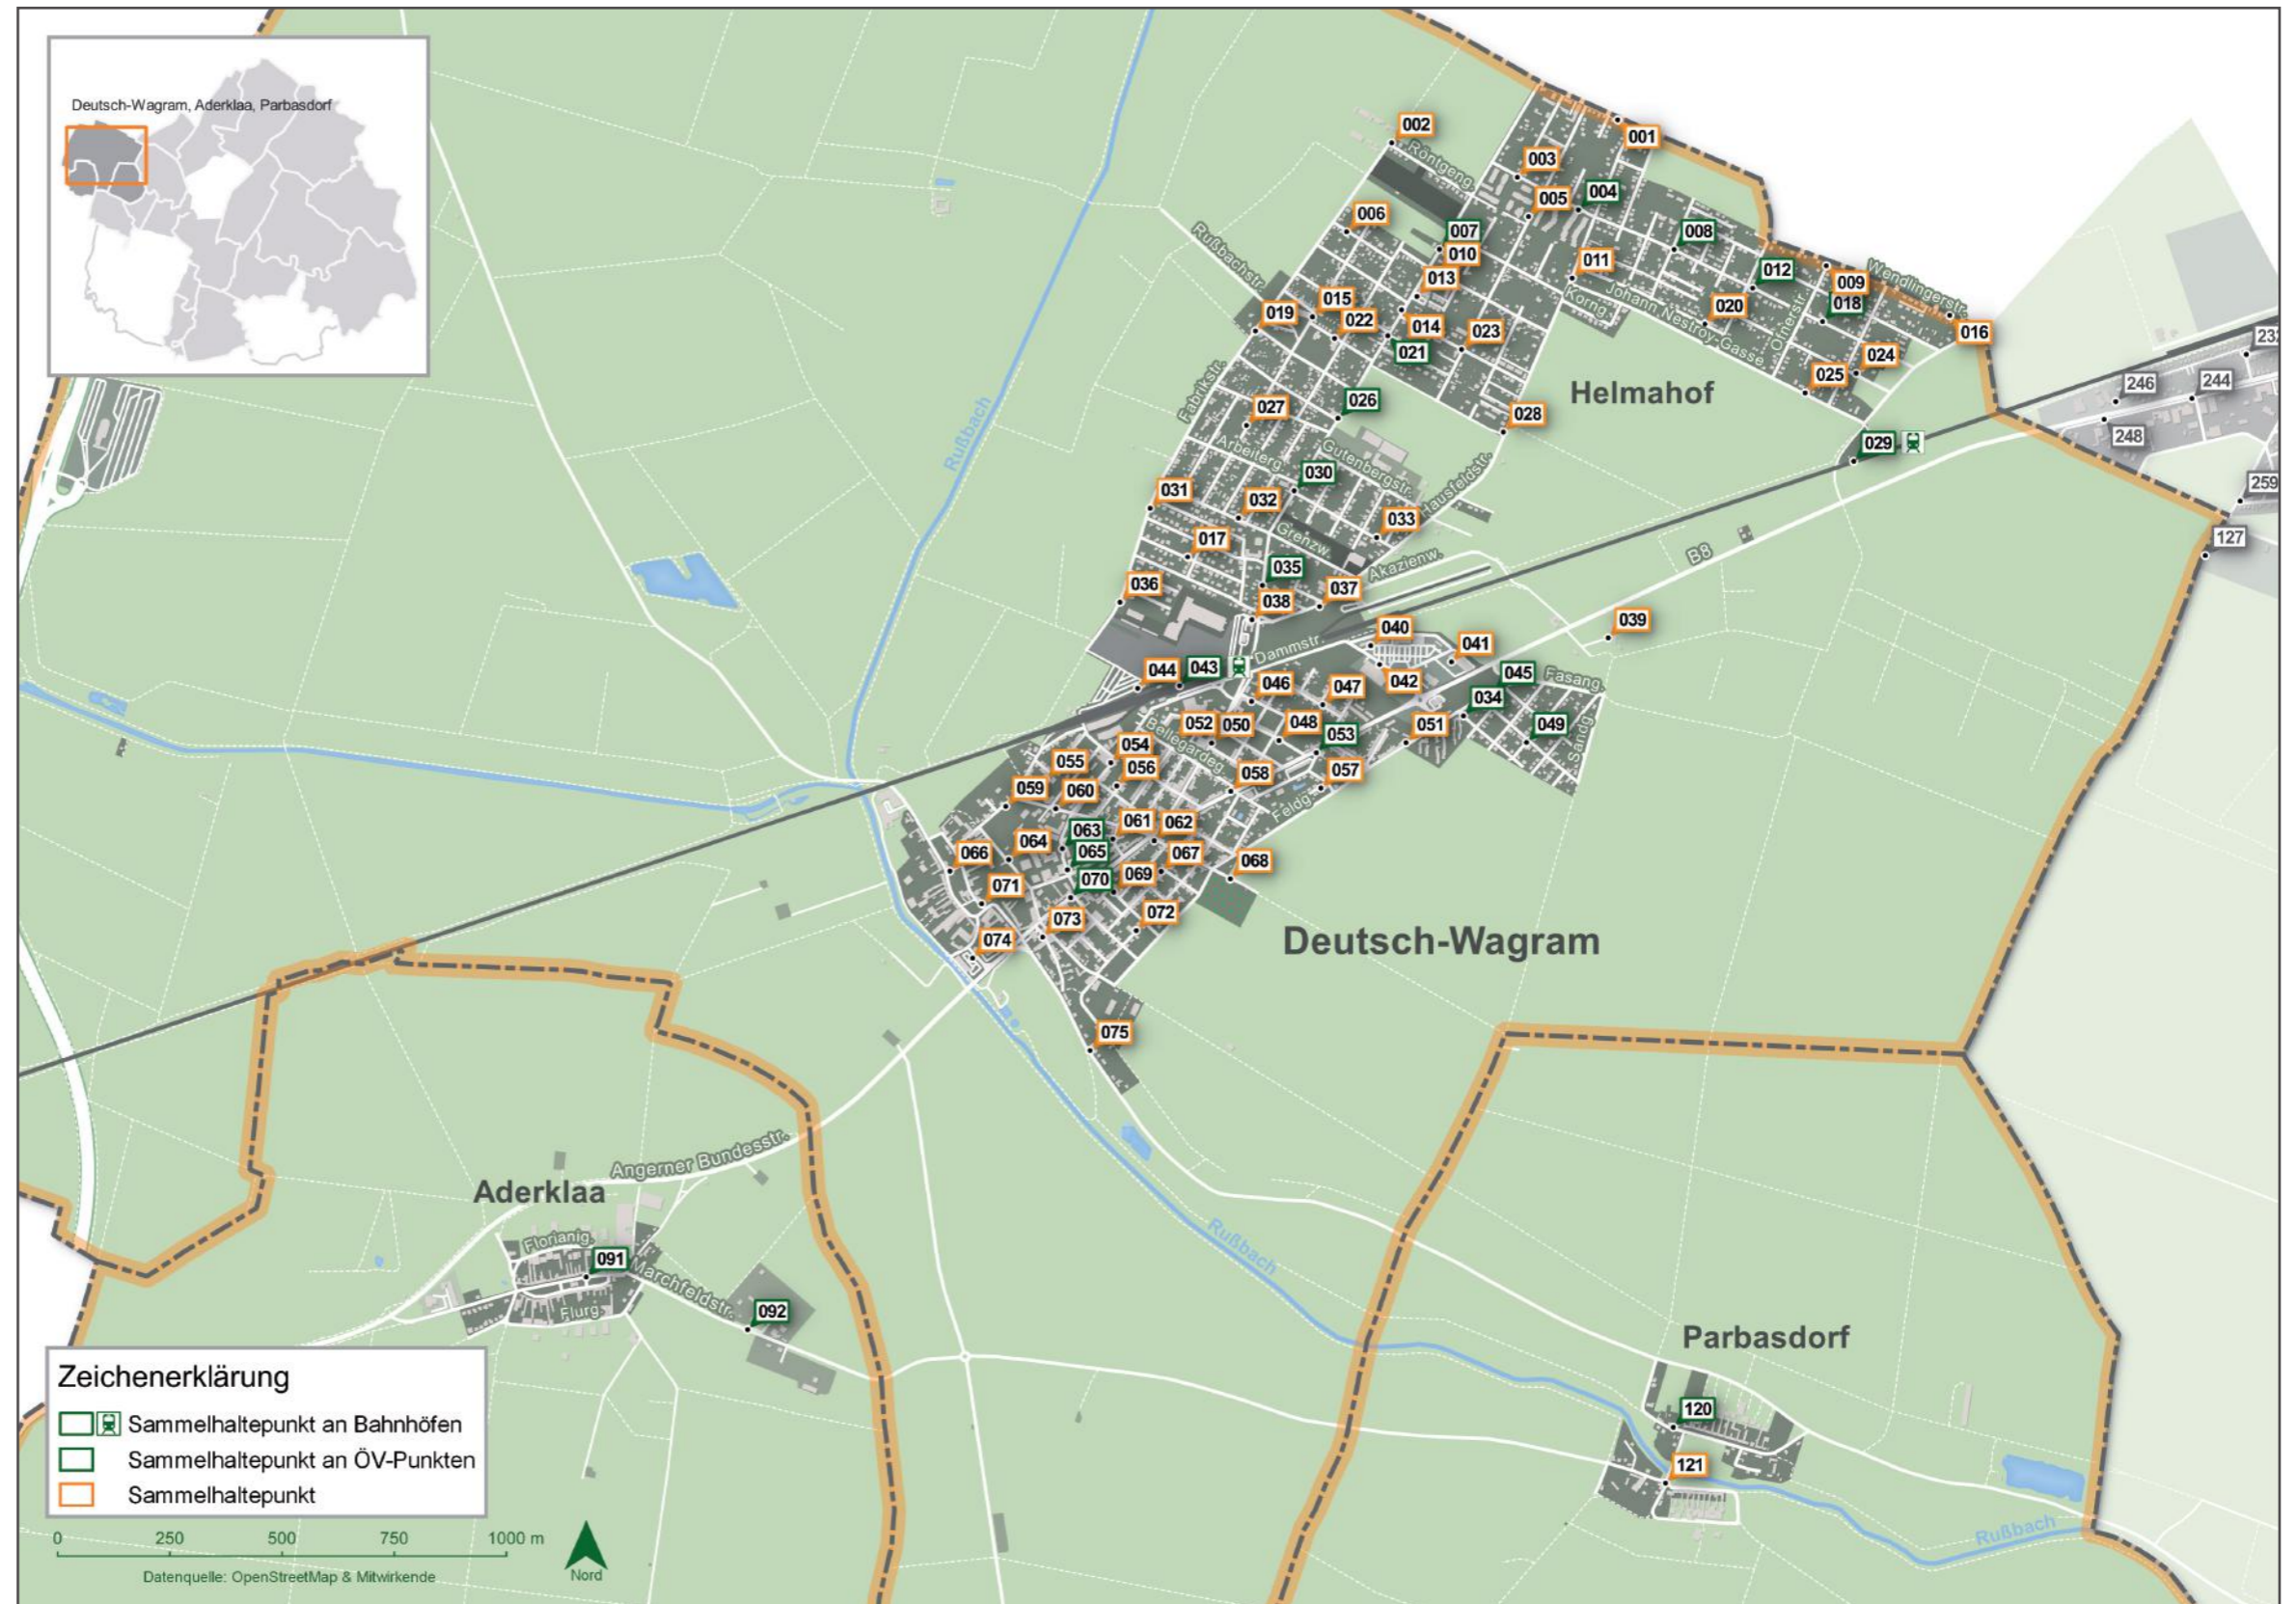 Deutsch-Wagram, Aderklaa, Parbasdorf
002
001
Röntgeng.
003
004
005
006
007
008
Rußbachstr.
010
011
012
Wendlingerstr.
009
013
Korng.
Johann Nestroy-Gasse
020
Ofnerstr.
018
015
019
022
014
023
016
021
024
025
232
Fabrikstr.
Helmahof
246
244
026
027
028
248
029
Rußbach
Arbeiterg.
Gutenbergstr.
030
Hausfeldstr.
259
031
032
033
017
Grenzw.
127
B8
Akazienw.
035
036
037
038
039
040
Dammstr.
041
044
043
042
045
Fasang.
046
047
034
052
050
048
053
051
049
Sandg.
Bellegardeg.
054
055
056
058
057
059
060
Feldg.
061
062
063
064
065
066
067
068
070
069
071
072
073
074
Deutsch-Wagram
075
Angerner Bundesstr.
Aderklaa
Florianig.
091
Marchfeldstr.
Flurg.
092
Rußbach
Parbasdorf
120
121
Rußbach
Zeichenerklärung
Sammelhaltepunkt an Bahnhöfen
Sammelhaltepunkt an ÖV-Punkten
Sammelhaltepunkt
0 250 500 750 1000 m
Nord
Datenquelle: OpenStreetMap & Mitwirkende